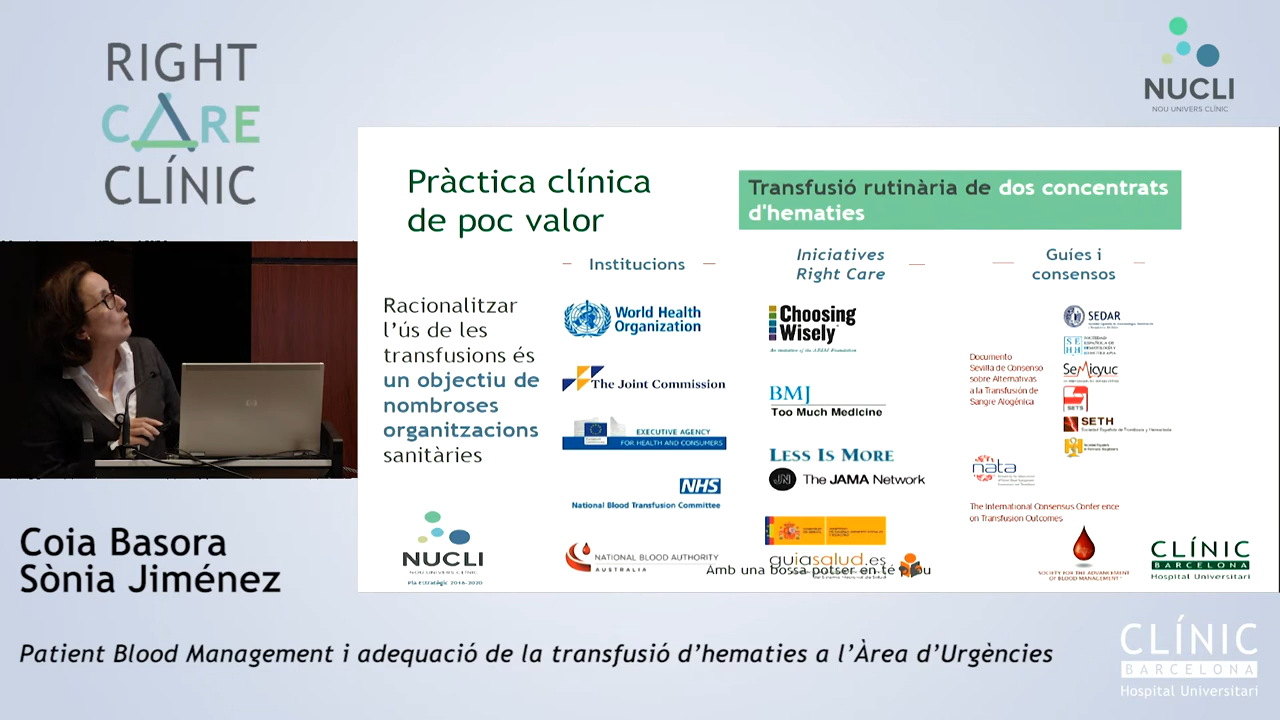 RIGHT
CARE
CLÍNIC
NUCLI
NOU UNIVERS CLÍNIC
Pràctica clínica
de poc valor
Transfusió rutinària de dos concentrats
d'hematies
Institucions
Iniciatives
Right Care
Guíes i
consensos
Racionalitzar
l'ús de les
transfusions és
un objectiu de
nombroses
organitzacions
sanitàries
World Health
Organization
The Joint Commission
EXECUTIVE AGENCY
FOR HEALTH AND CONSUMERS
NHS
National Blood Transfusion Committee
NATIONAL BLOOD AUTHORITY
AUSTRALIA
Choosing
Wisely
An initiative of the ABIM Foundation
BMJ
Too Much Medicine
LESS IS MORE
JN The JAMA Network
guiasalud.es
Amb una bossa potser en té prou
Documento
Sevilla de Consenso
sobre Alternativas
a la Transfusión de
Sangre Alogénica
SEDAR
SEMICYUC
SETS
SETH
Sociedad Española de Trombosis y Hemostasia
nata
The International Consensus Conference
on Transfusion Outcomes
SOCIETY FOR THE ADVANCEMENT
OF BLOOD MANAGEMENT
NUCLI
NOU UNIVERS CLÍNIC
Pla Estratègic 2016-2020
CLÍNIC
BARCELONA
Hospital Universitari
Coia Basora
Sònia Jiménez
Patient Blood Management i adequació de la transfusió d'hematies a l'Àrea d'Urgències
CLÍNIC
BARCELONA
Hospital Universitari